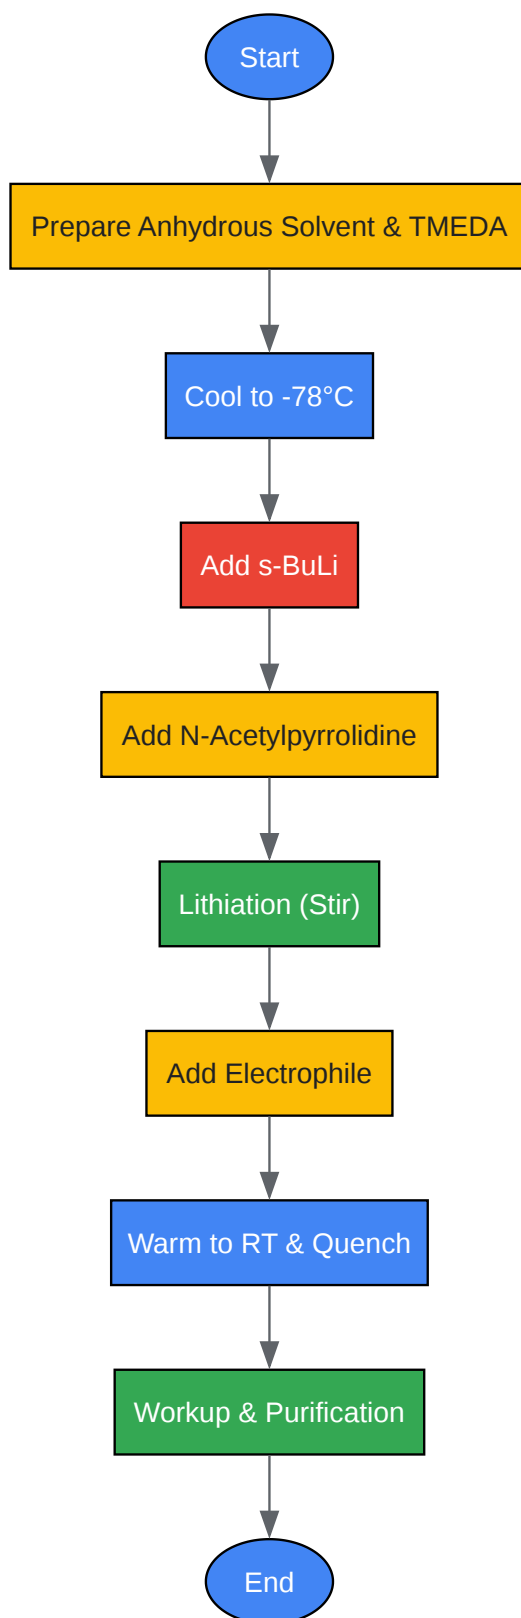 Start
Prepare Anhydrous Solvent & TMEDA
Cool to -78°C
Add s-BuLi
Add N-Acetylpyrrolidine
Lithiation (Stir)
Add Electrophile
Warm to RT & Quench
Workup & Purification
End